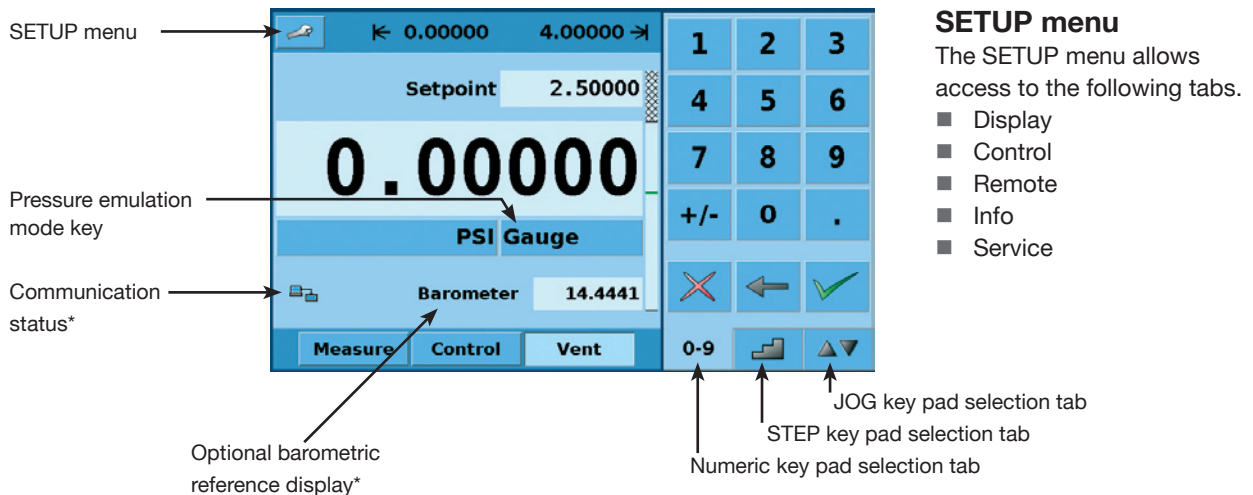 SETUP menu
0.00000 4.00000
1 2 3
Setpoint 2.50000
4 5 6
0.00000
7 8 9
Pressure emulation
mode key
+/- 0 .
PSI Gauge
Communication
status*
Barometer 14.4441
Measure Control Vent
0-9
JOG key pad selection tab
STEP key pad selection tab
Numeric key pad selection tab
Optional barometric
reference display*
SETUP menu
The SETUP menu allows
access to the following tabs.
■ Display
■ Control
■ Remote
■ Info
■ Service